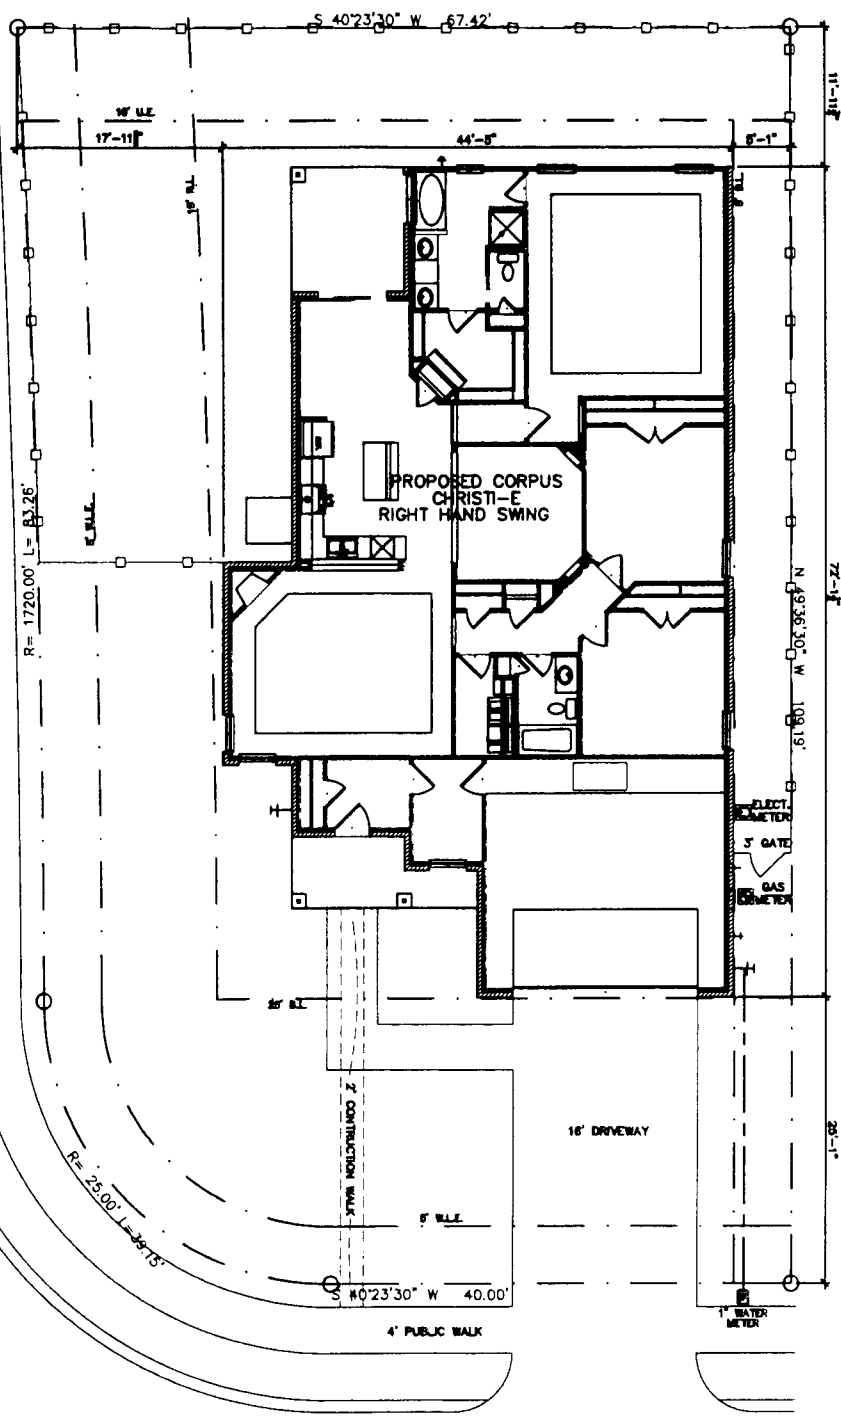 S 40°23'30" W 67.42'
11'-11
U.E.
17'-11
44'-5"
5'-1"
15' B.L.
B.L.
R= 1720.00' L= 83.26'
W.L.E.
PROPOSED CORPUS
CHRISTI-E
RIGHT HAND SWING
N 49°36'30" W 109.19'
72'-1
ELECT.
METER
3' GATE
GAS
METER
25' B.L.
2' CONTRUCTION WALK
16' DRIVEWAY
25'-1"
R= 25.00' L=39.15'
W.L.E.
S 40°23'30" W 40.00'
4' PUBLIC WALK
1" WATER
METER